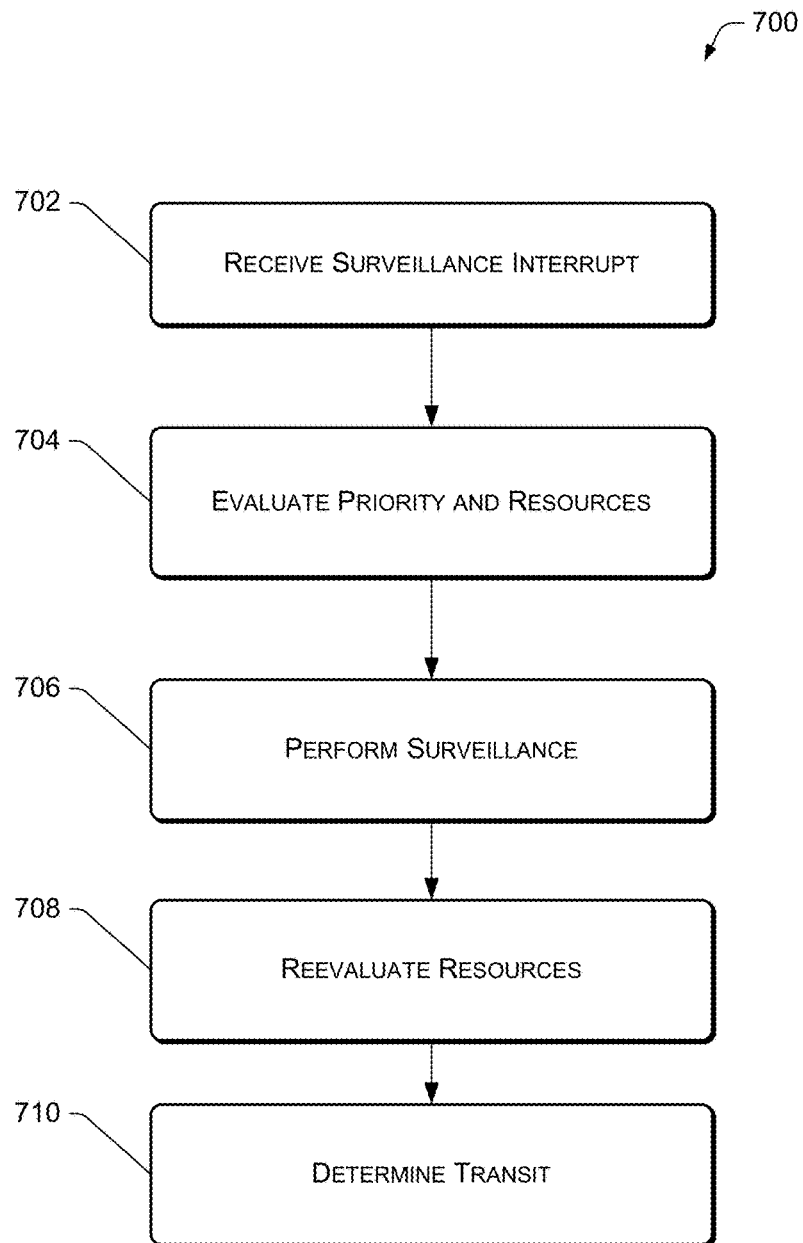 700
702
RECEIVE SURVEILLANCE INTERRUPT
704
EVALUATE PRIORITY AND RESOURCES
706
PERFORM SURVEILLANCE
708
REEVALUATE RESOURCES
710
DETERMINE TRANSIT